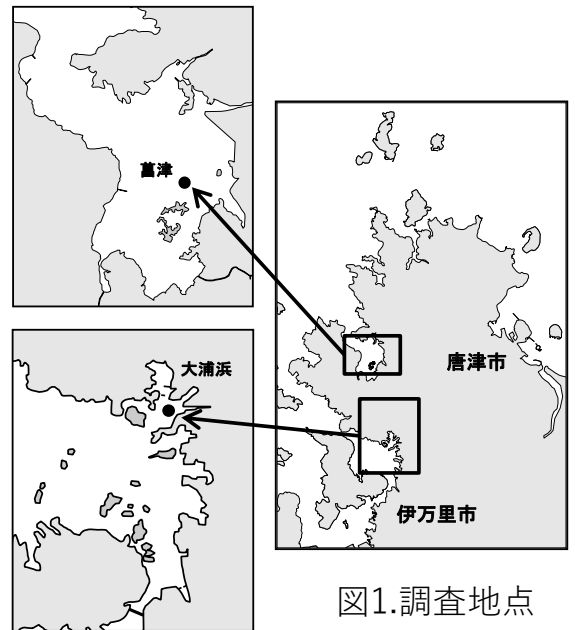 菖津
大浦浜
唐津市
伊万里市
図1.調査地点